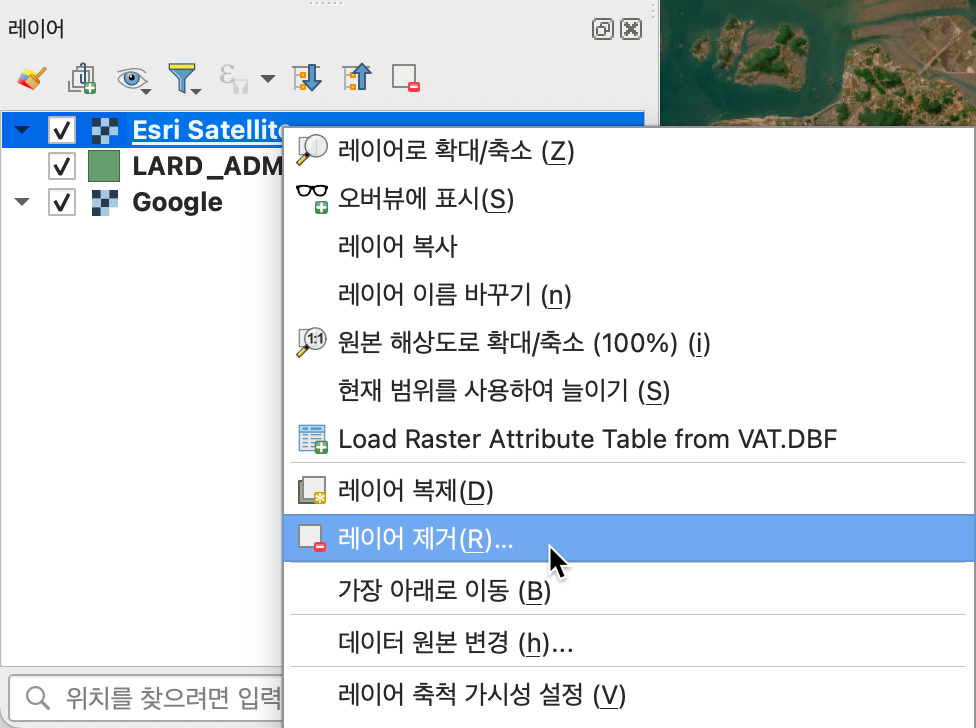 레이어
Esri Satellite
LARD_ADM
Google
레이어로 확대/축소 (Z)
오버뷰에 표시(S)
레이어 복사
레이어 이름 바꾸기 (n)
1:1 원본 해상도로 확대/축소 (100%) (i)
현재 범위를 사용하여 늘이기 (S)
Load Raster Attribute Table from VAT.DBF
레이어 복제(D)
레이어 제거(R)...
가장 아래로 이동 (B)
데이터 원본 변경 (h)...
레이어 축척 가시성 설정 (V)
위치를 찾으려면 입력